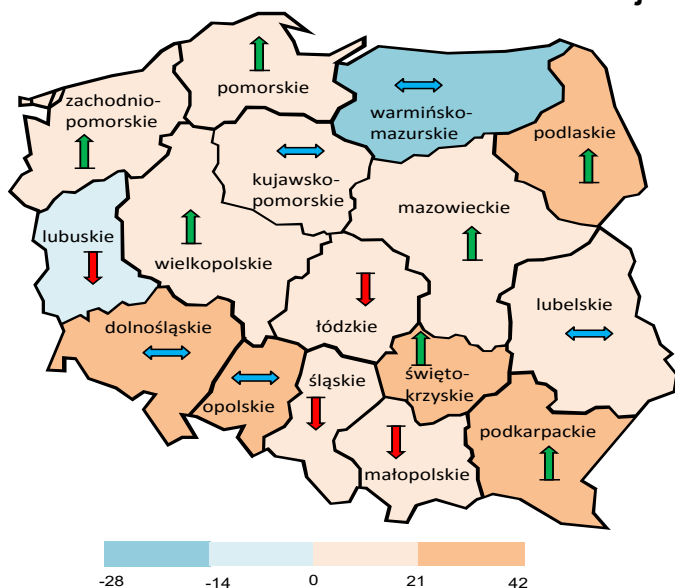 pomorskie
zachodnio-
pomorskie
warmińsko-
mazurskie
podlaskie
kujawsko-
pomorskie
mazowieckie
lubuskie
wielkopolskie
lubelskie
dolnośląskie
łódzkie
śląskie
święto-
krzyskie
opolskie
podkarpackie
małopolskie
-28 -14 0 21 42